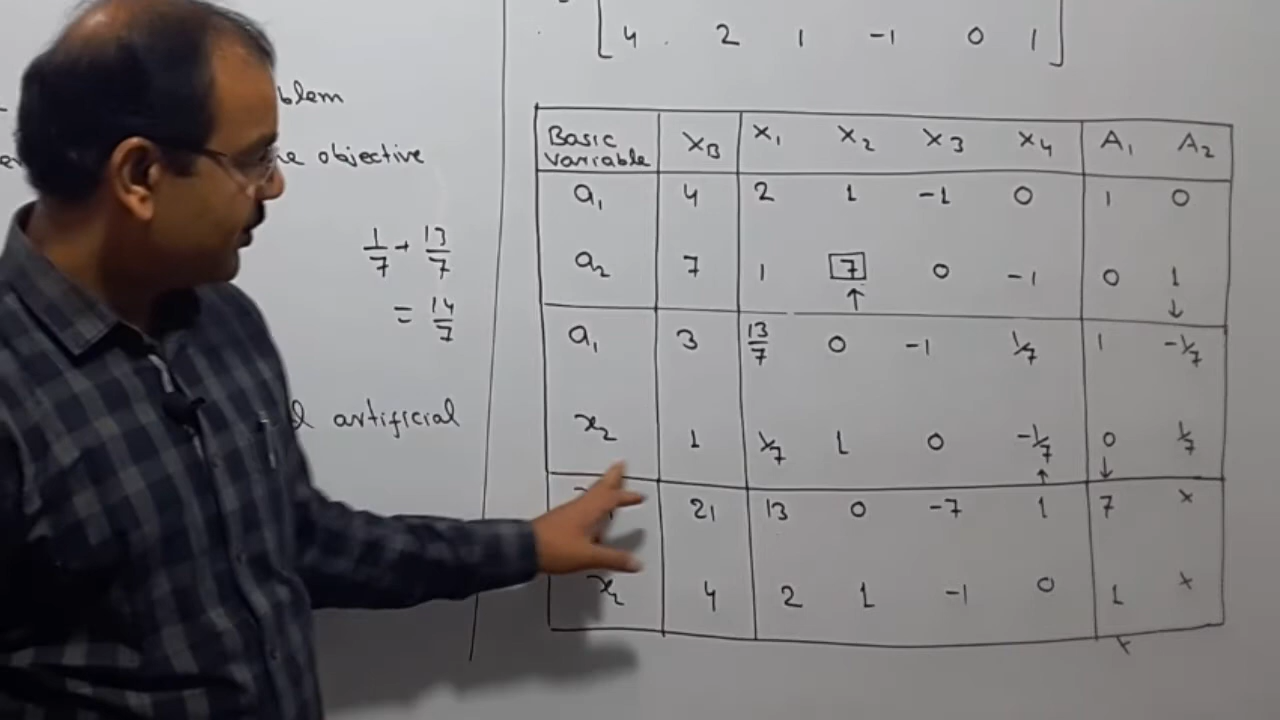 4 . 2 1 -1 0 1
blem
e objective
1/7 + 13/7
= 14/7
artificial
Basic variable XB X1 X2 X3 X4 A1 A2
a1 4 2 1 -1 0 1 0
a2 7 1 7 0 -1 0 1
↑ ↓
a1 3 13/7 0 -1 1/7 1 -1/7
x2 1 1/7 1 0 -1/7 0 1/7
↑ ↓
21 13 0 -7 1 7 ×
x2 4 2 1 -1 0 1 ×
×